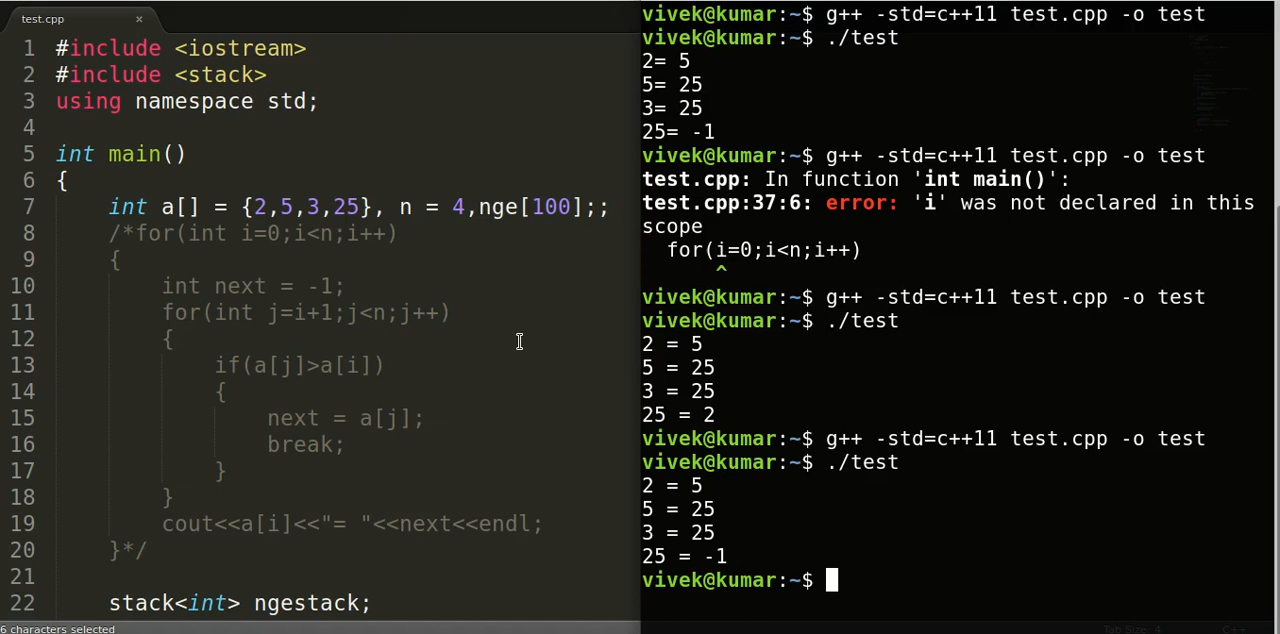 test.cpp ×
1 #include <iostream>
2 #include <stack>
3 using namespace std;
4
5 int main()
6 {
7 int a[] = {2,5,3,25}, n = 4,nge[100];;
8 /*for(int i=0;i<n;i++)
9 {
10 int next = -1;
11 for(int j=i+1;j<n;j++)
12 {
13 if(a[j]>a[i])
14 {
15 next = a[j];
16 break;
17 }
18 }
19 cout<<a[i]<<"= "<<next<<endl;
20 }*/
21
22 stack<int> ngestack;
6 characters selected
vivek@kumar:~$ g++ -std=c++11 test.cpp -o test
vivek@kumar:~$ ./test
2= 5
5= 25
3= 25
25= -1
vivek@kumar:~$ g++ -std=c++11 test.cpp -o test
test.cpp: In function 'int main()':
test.cpp:37:6: error: 'i' was not declared in this
scope
for(i=0;i<n;i++)
^
vivek@kumar:~$ g++ -std=c++11 test.cpp -o test
vivek@kumar:~$ ./test
2 = 5
5 = 25
3 = 25
25 = 2
vivek@kumar:~$ g++ -std=c++11 test.cpp -o test
vivek@kumar:~$ ./test
2 = 5
5 = 25
3 = 25
25 = -1
vivek@kumar:~$
Tab Size: 4 C++